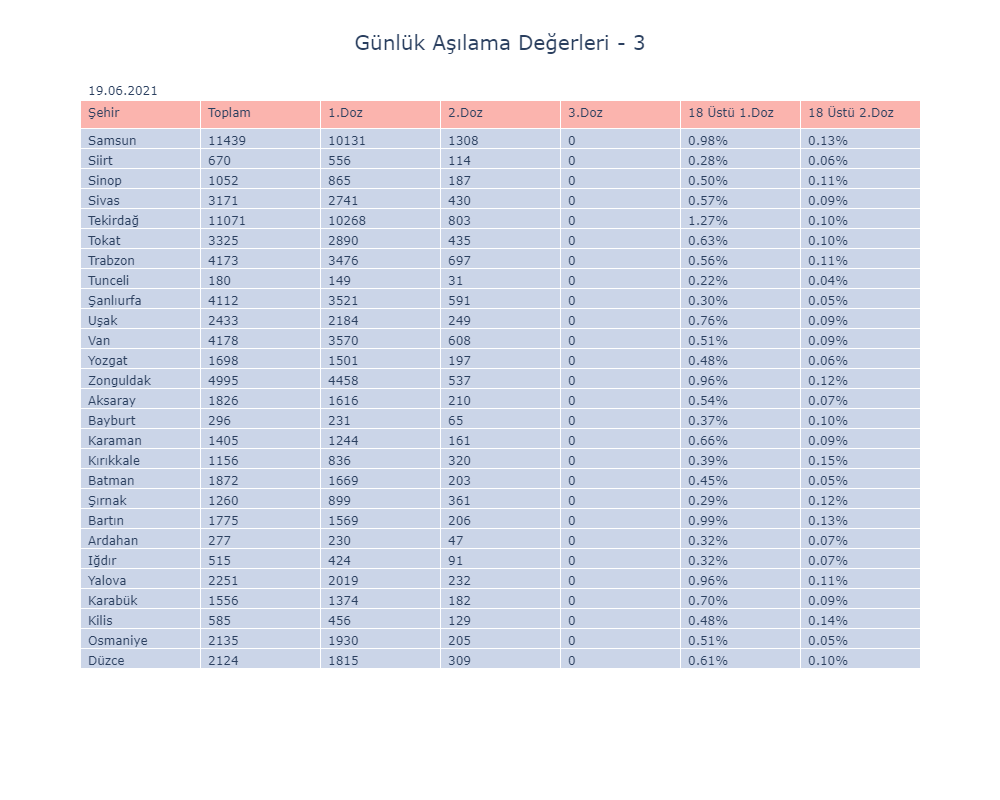 Günlük Aşılama Değerleri - 3
19.06.2021
Şehir Toplam 1.Doz 2.Doz 3.Doz 18 Üstü 1.Doz 18 Üstü 2.Doz
Samsun 11439 10131 1308 0 0.98% 0.13%
Siirt 670 556 114 0 0.28% 0.06%
Sinop 1052 865 187 0 0.50% 0.11%
Sivas 3171 2741 430 0 0.57% 0.09%
Tekirdağ 11071 10268 803 0 1.27% 0.10%
Tokat 3325 2890 435 0 0.63% 0.10%
Trabzon 4173 3476 697 0 0.56% 0.11%
Tunceli 180 149 31 0 0.22% 0.04%
Şanlıurfa 4112 3521 591 0 0.30% 0.05%
Uşak 2433 2184 249 0 0.76% 0.09%
Van 4178 3570 608 0 0.51% 0.09%
Yozgat 1698 1501 197 0 0.48% 0.06%
Zonguldak 4995 4458 537 0 0.96% 0.12%
Aksaray 1826 1616 210 0 0.54% 0.07%
Bayburt 296 231 65 0 0.37% 0.10%
Karaman 1405 1244 161 0 0.66% 0.09%
Kırıkkale 1156 836 320 0 0.39% 0.15%
Batman 1872 1669 203 0 0.45% 0.05%
Şırnak 1260 899 361 0 0.29% 0.12%
Bartın 1775 1569 206 0 0.99% 0.13%
Ardahan 277 230 47 0 0.32% 0.07%
Iğdır 515 424 91 0 0.32% 0.07%
Yalova 2251 2019 232 0 0.96% 0.11%
Karabük 1556 1374 182 0 0.70% 0.09%
Kilis 585 456 129 0 0.48% 0.14%
Osmaniye 2135 1930 205 0 0.51% 0.05%
Düzce 2124 1815 309 0 0.61% 0.10%